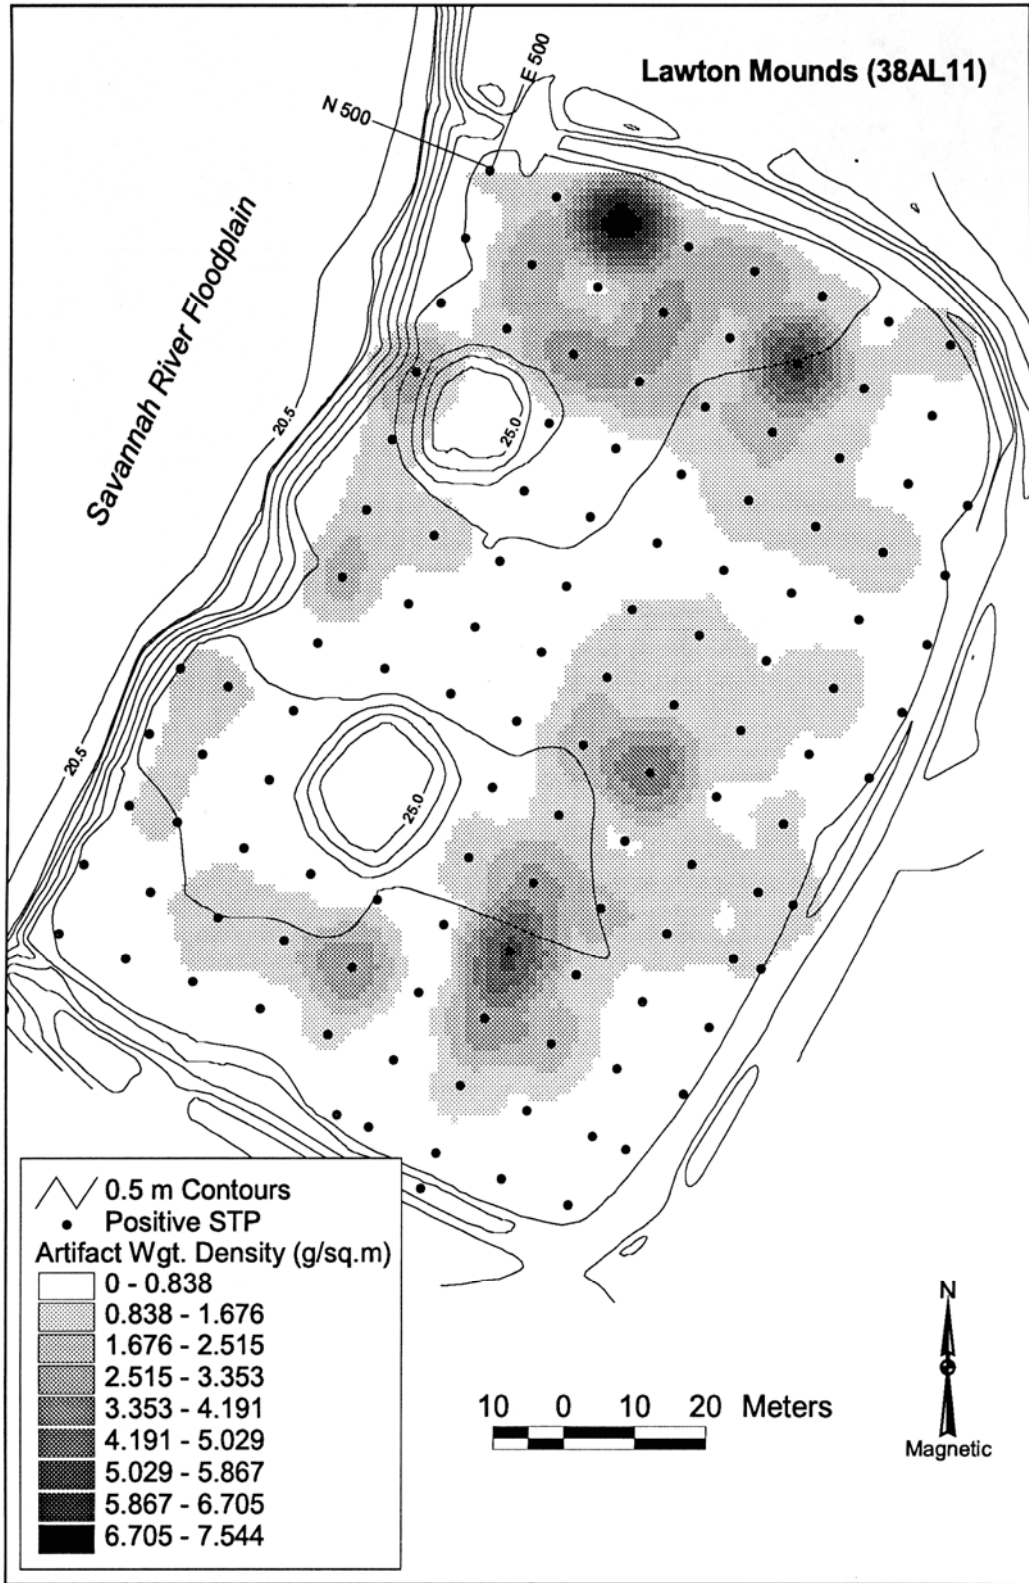 Lawton Mounds (38AL11)
E 500
N 500
Savannah River Floodplain
20.5
25.0
20.5
25.0
0.5 m Contours
Positive STP
Artifact Wgt. Density (g/sq.m)
0 - 0.838
0.838 - 1.676
1.676 - 2.515
2.515 - 3.353
3.353 - 4.191
4.191 - 5.029
5.029 - 5.867
5.867 - 6.705
6.705 - 7.544
10 0 10 20 Meters
N
Magnetic